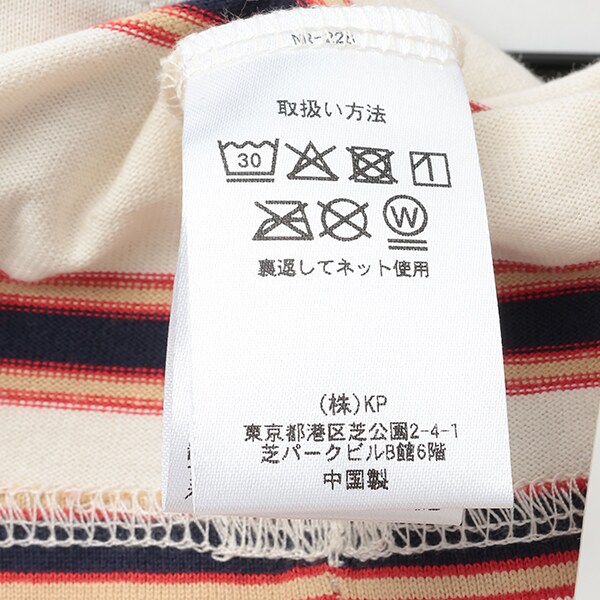 MR-228
取扱い方法
30
W
裏返してネット使用
(株)KP
東京都港区芝公園2-4-1
芝パークビルB館6階
中国製